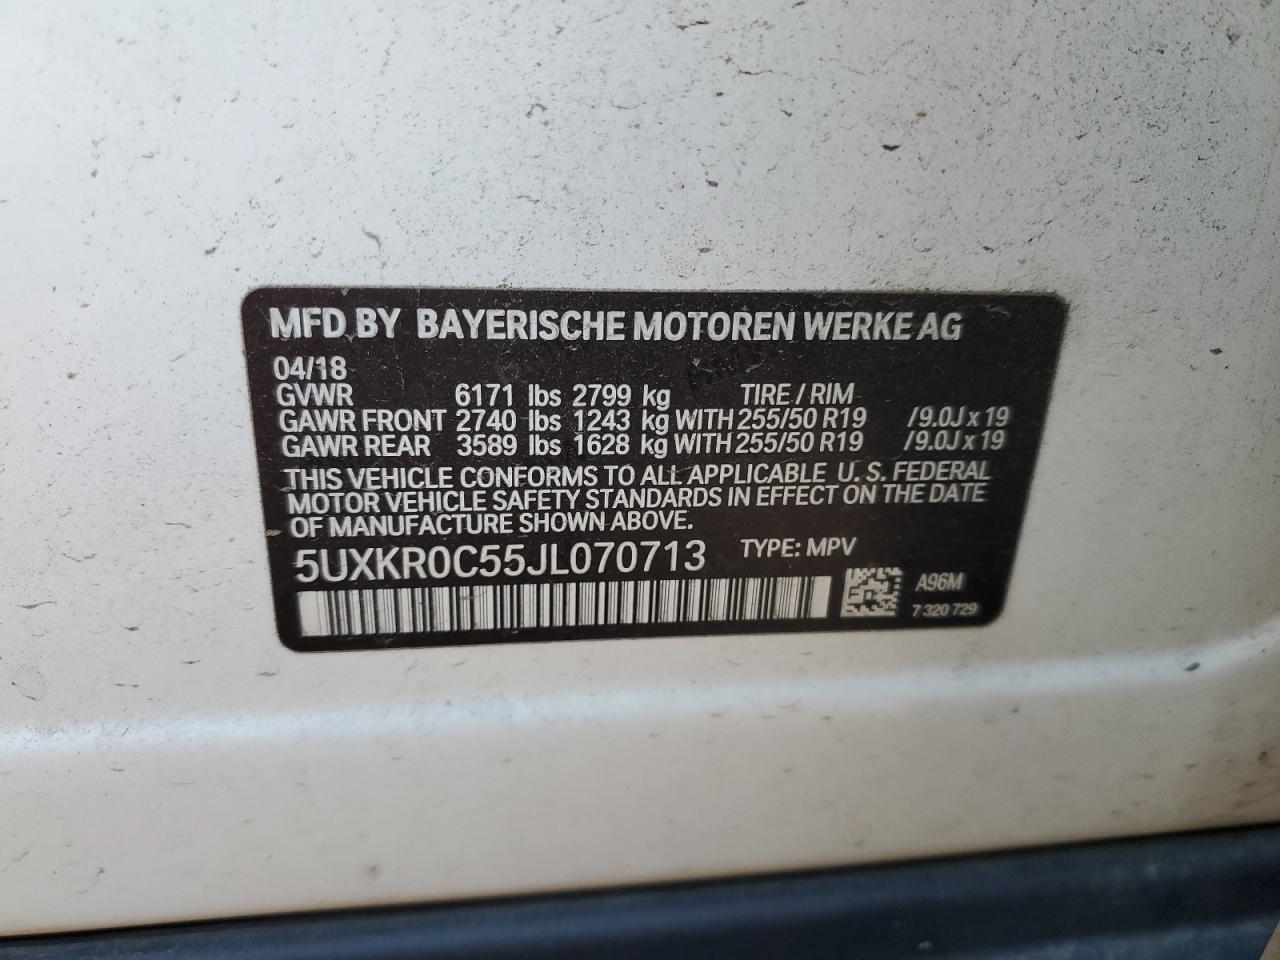 MFD BY BAYERISCHE MOTOREN WERKE AG
04/18
GVWR 6171 lbs 2799 kg TIRE / RIM
GAWR FRONT 2740 lbs 1243 kg WITH 255/50 R19 /9.0J x 19
GAWR REAR 3589 lbs 1628 kg WITH 255/50 R19 /9.0J x 19
THIS VEHICLE CONFORMS TO ALL APPLICABLE U.S. FEDERAL
MOTOR VEHICLE SAFETY STANDARDS IN EFFECT ON THE DATE
OF MANUFACTURE SHOWN ABOVE.
5UXKR0C55JL070713 TYPE: MPV
A96M
7 320 729